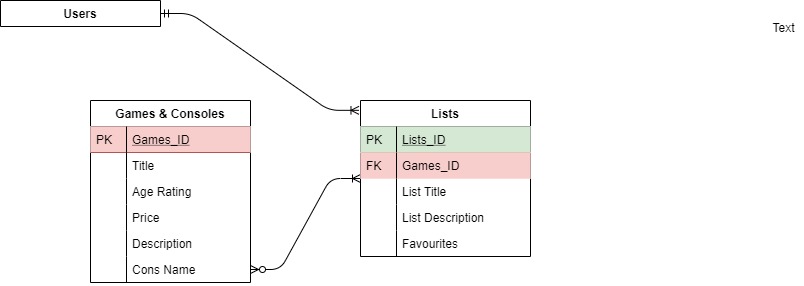 Users
Text
Games & Consoles
PK Games_ID
Title
Age Rating
Price
Description
Cons Name
Lists
PK Lists_ID
FK Games_ID
List Title
List Description
Favourites